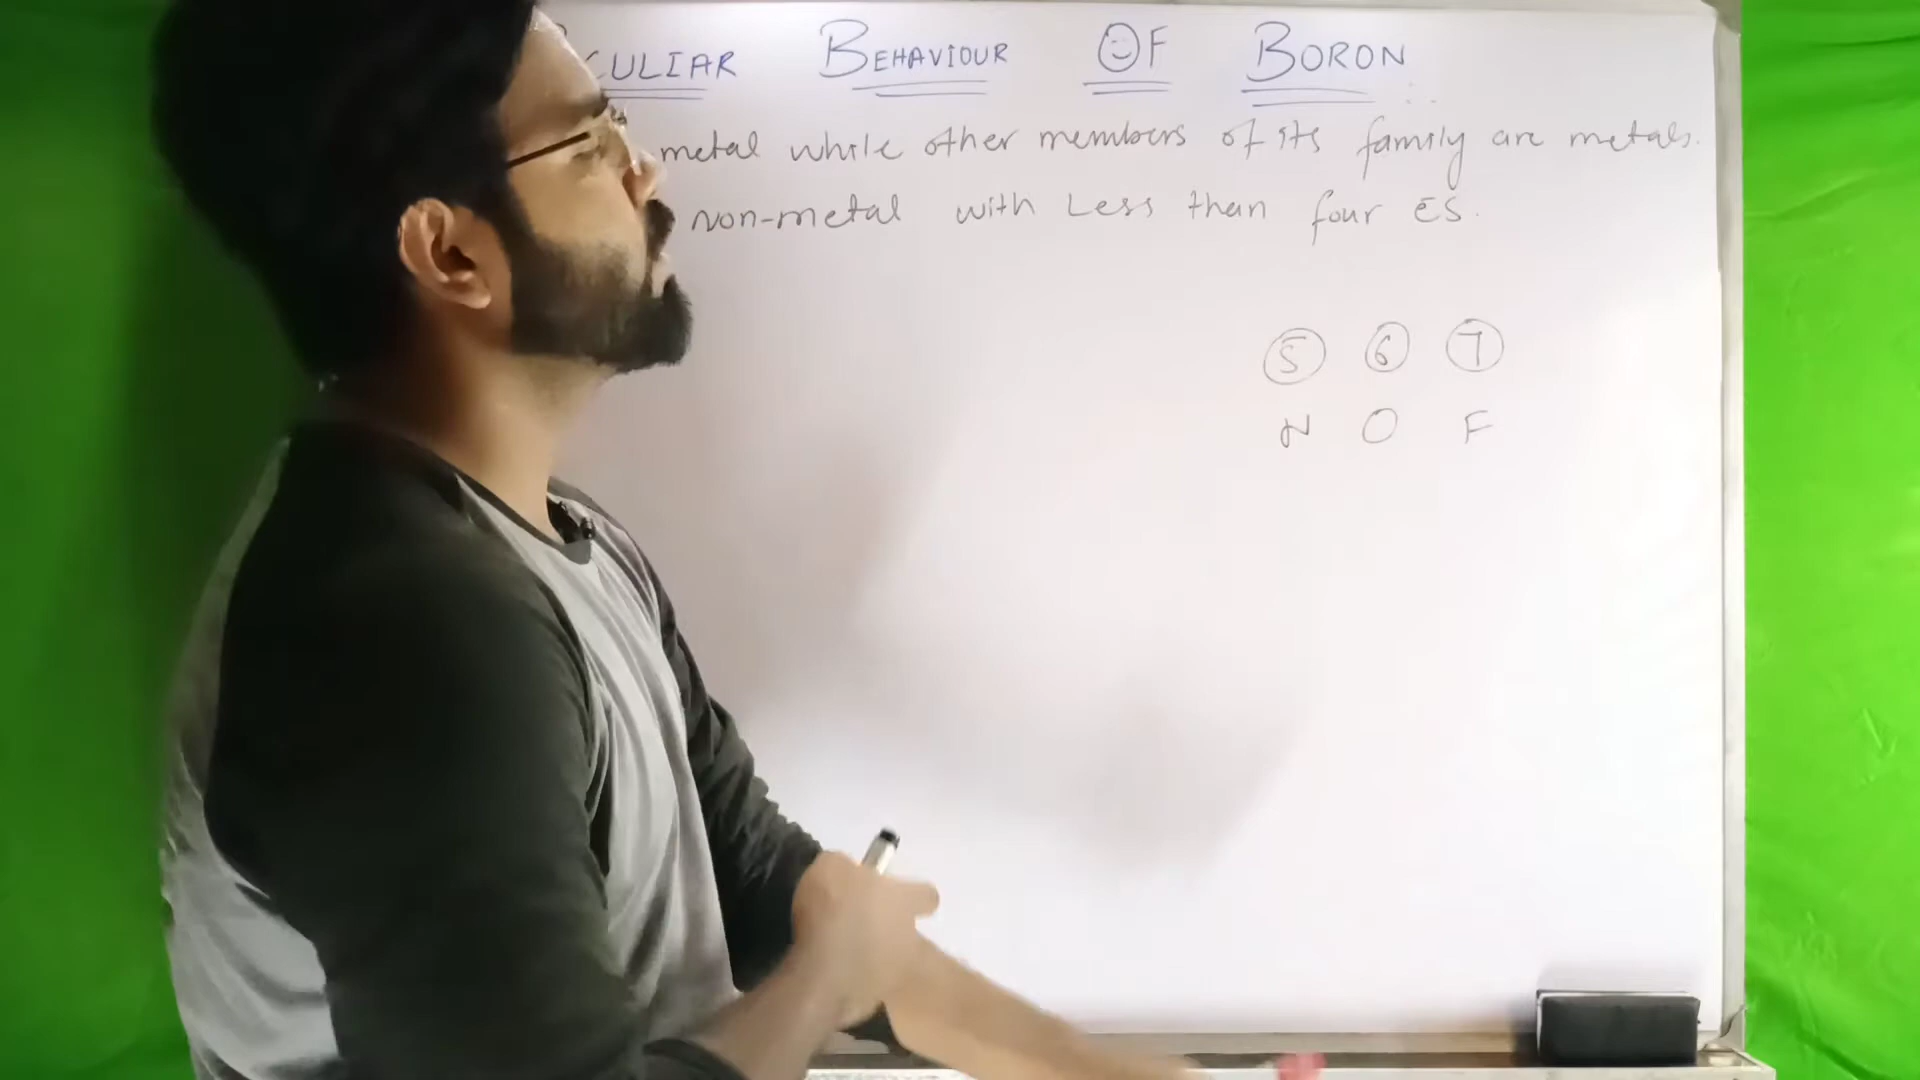 CULIAR BEHAVIOUR OF BORON
metal while other members of its family are metals.
non-metal with Less than four ES.
5 6 7
N O F